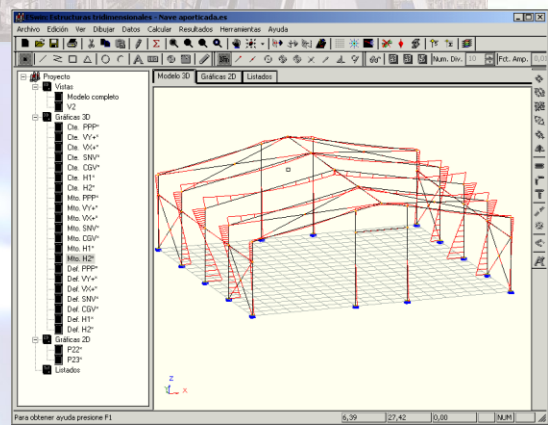 ESwin Estructuras tridimensionales - Nave aporticada.es
Archivo Edición Ver Dibujar Datos Calcular Resultados Herramientas Ayuda
Num. Div. 10 Fct. Amp. 0,01
Proyecto
Vistas
Modelo completo
V2
Gráficas 3D
Cte. PPP*
Cte. VY+*
Cte. VX+*
Cte. SNV*
Cte. CGV*
Cte. H1*
Cte. H2*
Mto. PPP*
Mto. VY+*
Mto. VX+*
Mto. SNV*
Mto. CGV*
Mto. H1*
Mto. H2*
Def. PPP*
Def. VY+*
Def. VX+*
Def. SNV*
Def. CGV*
Def. H1*
Def. H2*
Gráficas 2D
P22*
P23*
Listados
Modelo 3D Gráficas 2D Listados
Z
Y X
Para obtener ayuda presione F1 6,39 27,42 0,00 NUM